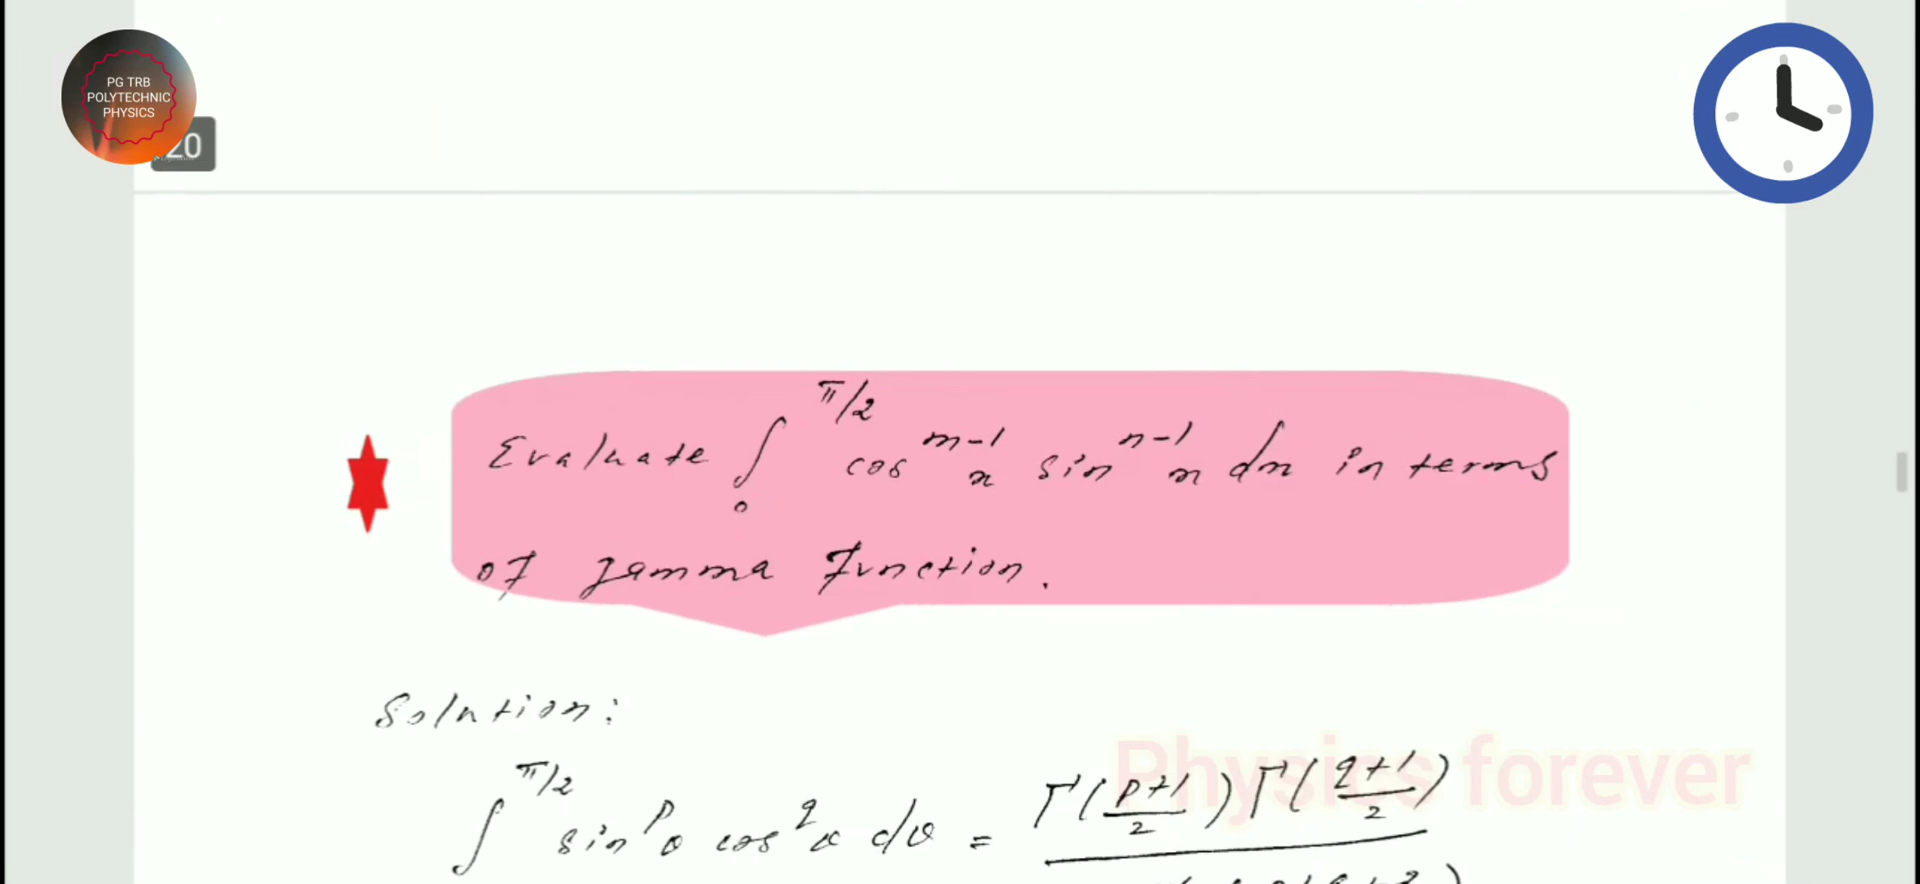 PG TRB
POLYTECHNIC
PHYSICS
20
Evaluate ∫₀^{π/2} cos^{m-1} x sin^{n-1} x dx in terms
of gamma function.
Solution:
Physics forever
∫^{π/2} sin^p θ cos^q θ dθ = Γ((p+1)/2) Γ((q+1)/2)